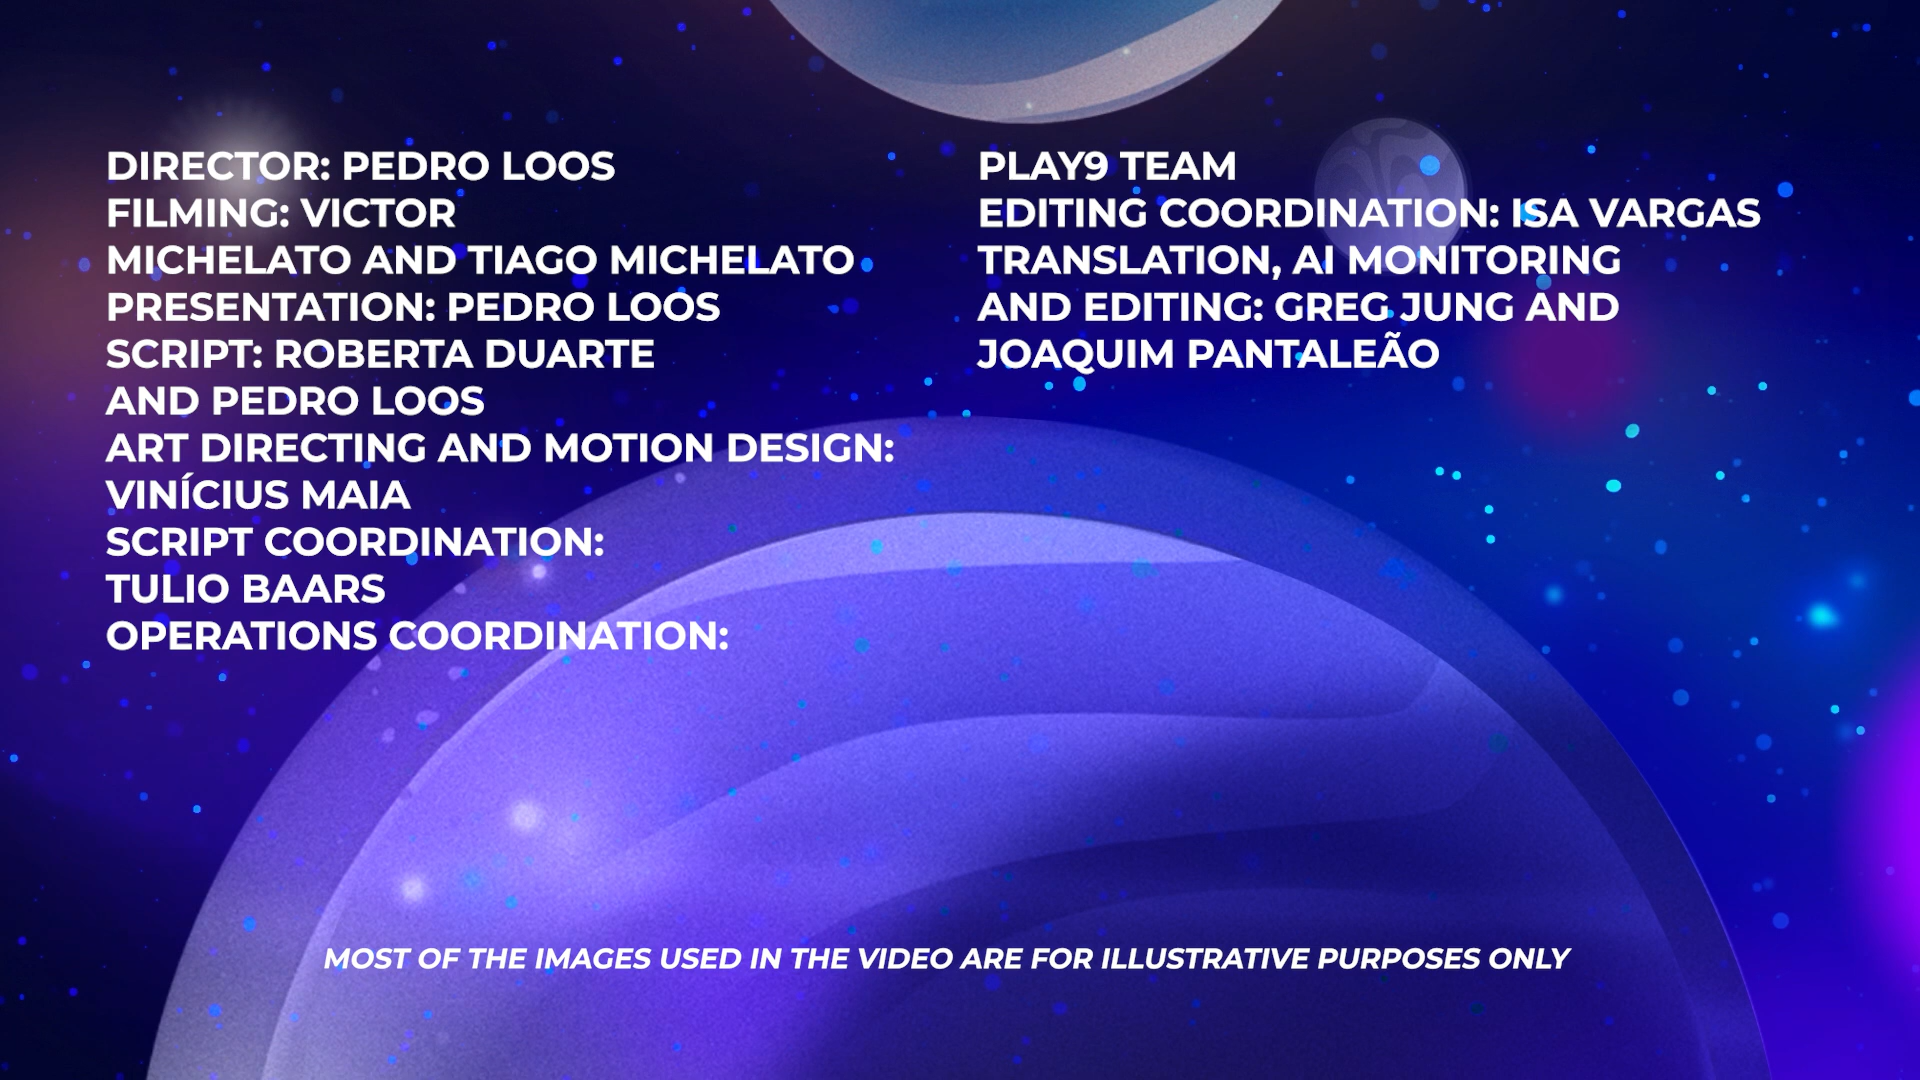 DIRECTOR: PEDRO LOOS
FILMING: VICTOR
MICHELATO AND TIAGO MICHELATO
PRESENTATION: PEDRO LOOS
SCRIPT: ROBERTA DUARTE
AND PEDRO LOOS
ART DIRECTING AND MOTION DESIGN:
VINÍCIUS MAIA
SCRIPT COORDINATION:
TULIO BAARS
OPERATIONS COORDINATION:
PLAY9 TEAM
EDITING COORDINATION: ISA VARGAS
TRANSLATION, AI MONITORING
AND EDITING: GREG JUNG AND
JOAQUIM PANTALEÃO
MOST OF THE IMAGES USED IN THE VIDEO ARE FOR ILLUSTRATIVE PURPOSES ONLY